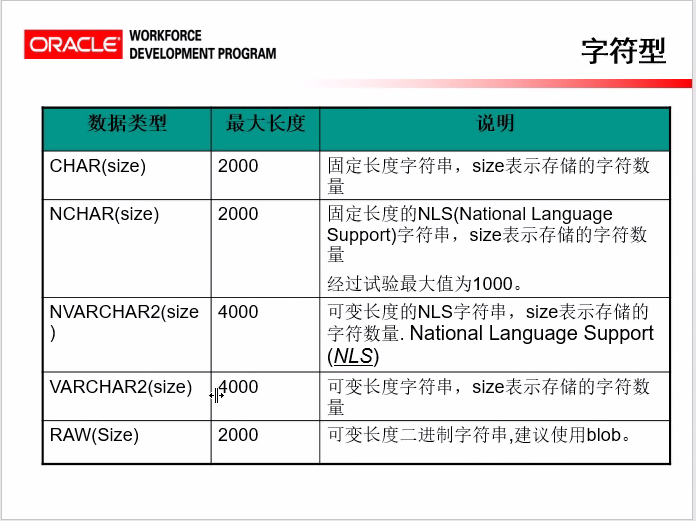 ORACLE
WORKFORCE
DEVELOPMENT PROGRAM
字符型
数据类型 最大长度 说明
CHAR(size) 2000 固定长度字符串，size表示存储的字符数
量
NCHAR(size) 2000 固定长度的NLS(National Language
Support)字符串，size表示存储的字符数
量
经过试验最大值为1000。
NVARCHAR2(size 4000 可变长度的NLS字符串，size表示存储的
) 字符数量. National Language Support
(NLS)
VARCHAR2(size) 4000 可变长度字符串，size表示存储的字符数
量
RAW(Size) 2000 可变长度二进制字符串,建议使用blob。